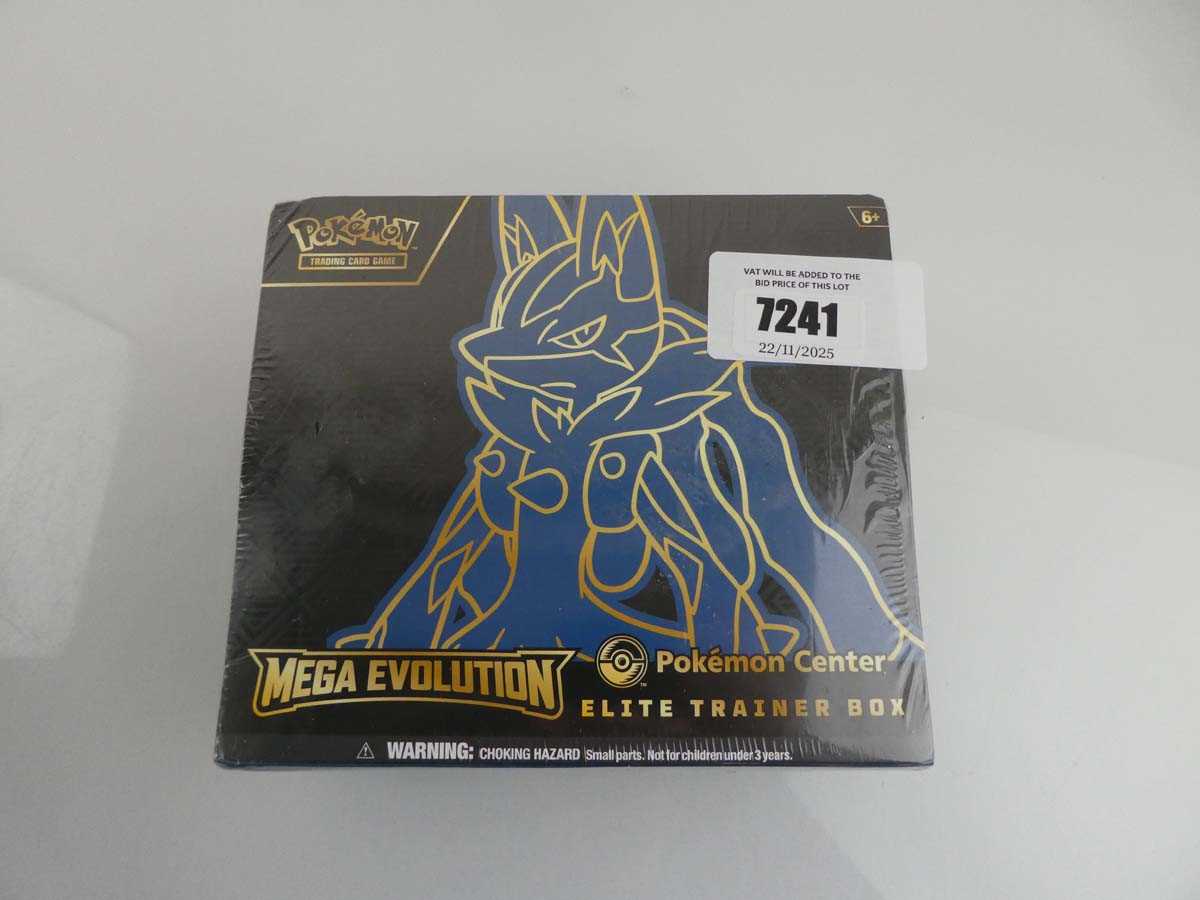 POKéMON
TRADING CARD GAME
6+
VAT WILL BE ADDED TO THE
BID PRICE OF THIS LOT
7241
22/11/2025
MEGA EVOLUTION
Pokémon Center
TM
ELITE TRAINER BOX
WARNING: CHOKING HAZARD Small parts. Not for children under 3 years.